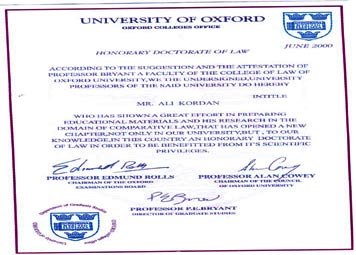 UNIVERSITY OF OXFORD
OXFORD COLLEGES OFFICE
JUNE 2000
HONORARY DOCTORATE OF LAW
ACCORDING TO THE SUGGESTION AND THE ATTESTATION OF
PROFESSOR BRYANT A FACULTY OF THE COLLEGE OF LAW OF
OXFORD UNIVERSITY,WE THE UNDERSIGNED,UNIVERSITY
PROFESSORS OF THE SAID UNIVERSITY DO HEREBY
INTITLE
MR. ALI KORDAN
WHO HAS SHOWN A GREAT EFFORT IN PREPARING
EDUCATIONAL MATERIALS AND HIS RESEARCH IN THE
DOMAIN OF COMPARATIVE LAW,THAT HAS OPENED A NEW
CHAPTER,NOT ONLY IN OUR UNIVERSITY,BUT , TO OUR
KNOWLEDGE,IN THIS COUNTRY AN HONORARY DOCTORATE
OF LAW IN ORDER TO BE BENEFITTED FROM IT'S SCIENTIFIC
PRIVILEGES.
PROFESSOR EDMUND ROLLS
CHAIRMAN OF THE OXFORD
EXAMINATIONS BOARD
PROFESSOR ALAN COWEY
CHAIRMAN OF THE COUNCIL
OF OXFORD UNIVERSITY
PROFESSOR P.E.BRYANT
DIRECTOR OF GRADUATE STUDIES